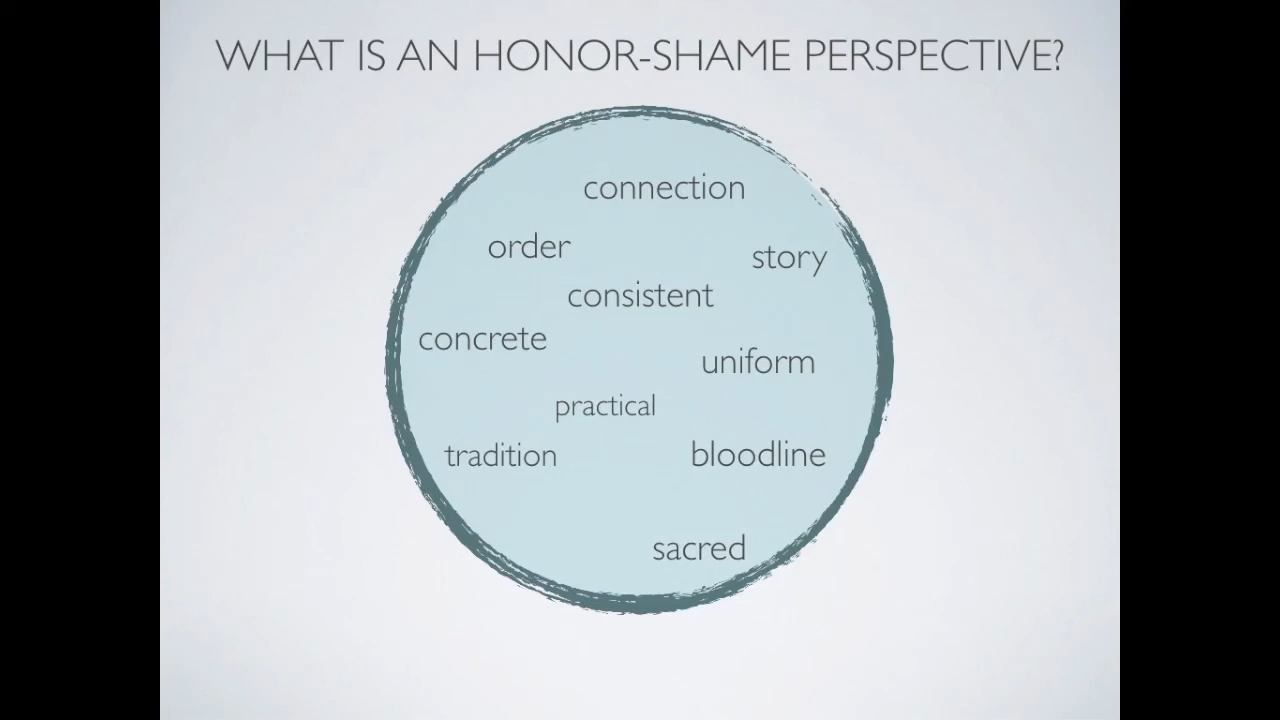 WHAT IS AN HONOR-SHAME PERSPECTIVE?
connection
order
story
consistent
concrete
uniform
practical
tradition
bloodline
sacred